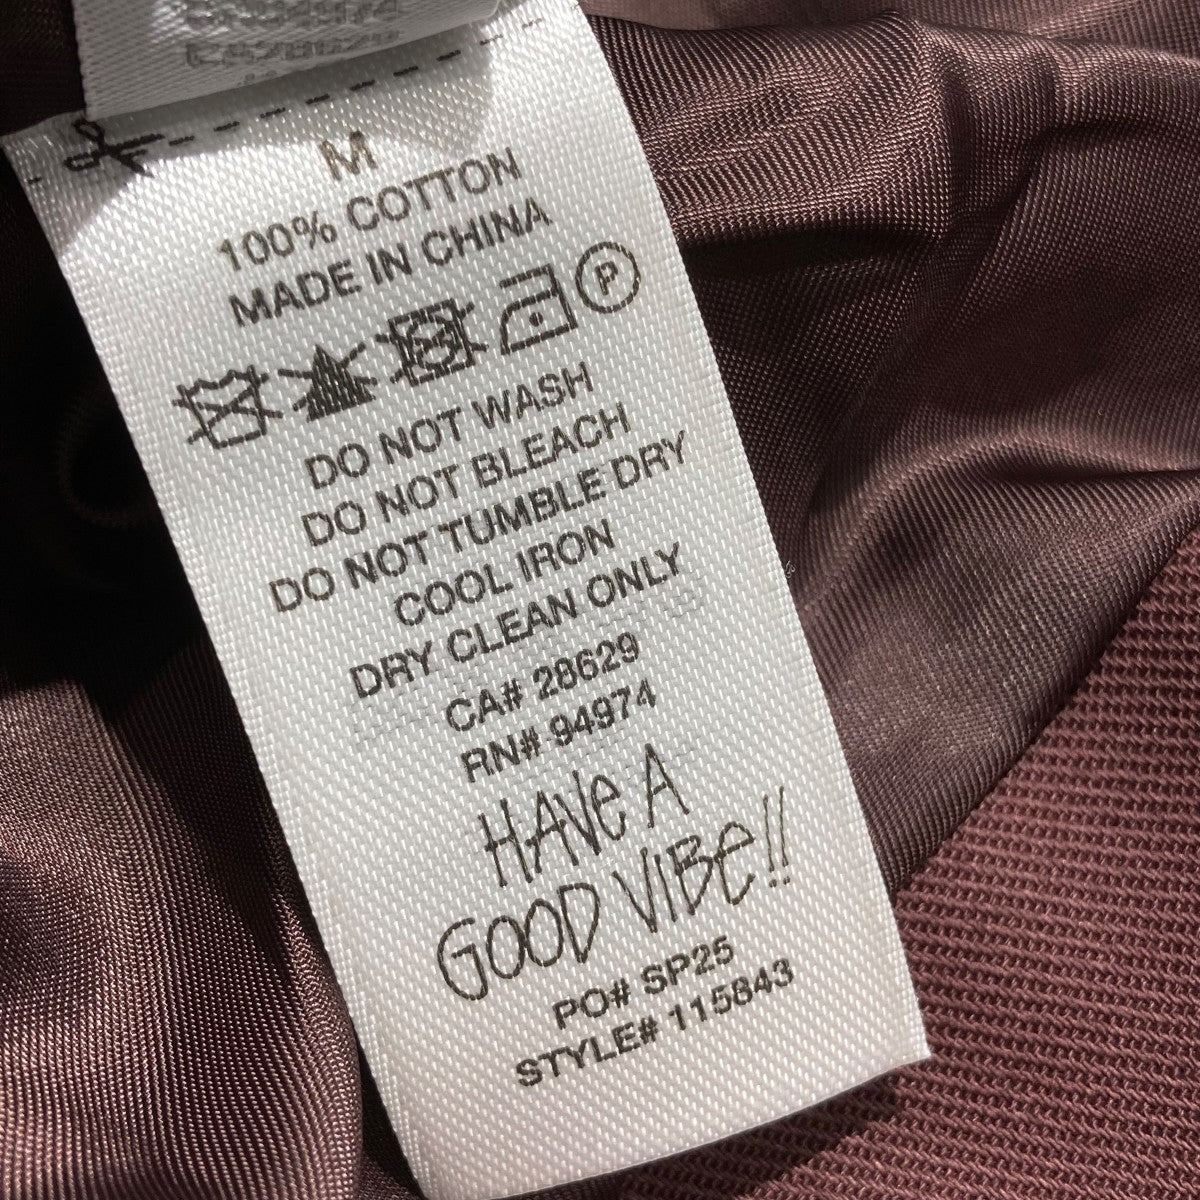 M
100% COTTON
MADE IN CHINA
P
DO NOT WASH
DO NOT BLEACH
DO NOT TUMBLE DRY
COOL IRON
DRY CLEAN ONLY
CA# 28629
RN# 94974
HAVE A
GOOD VIBE!!
PO# SP25
STYLE# 115843